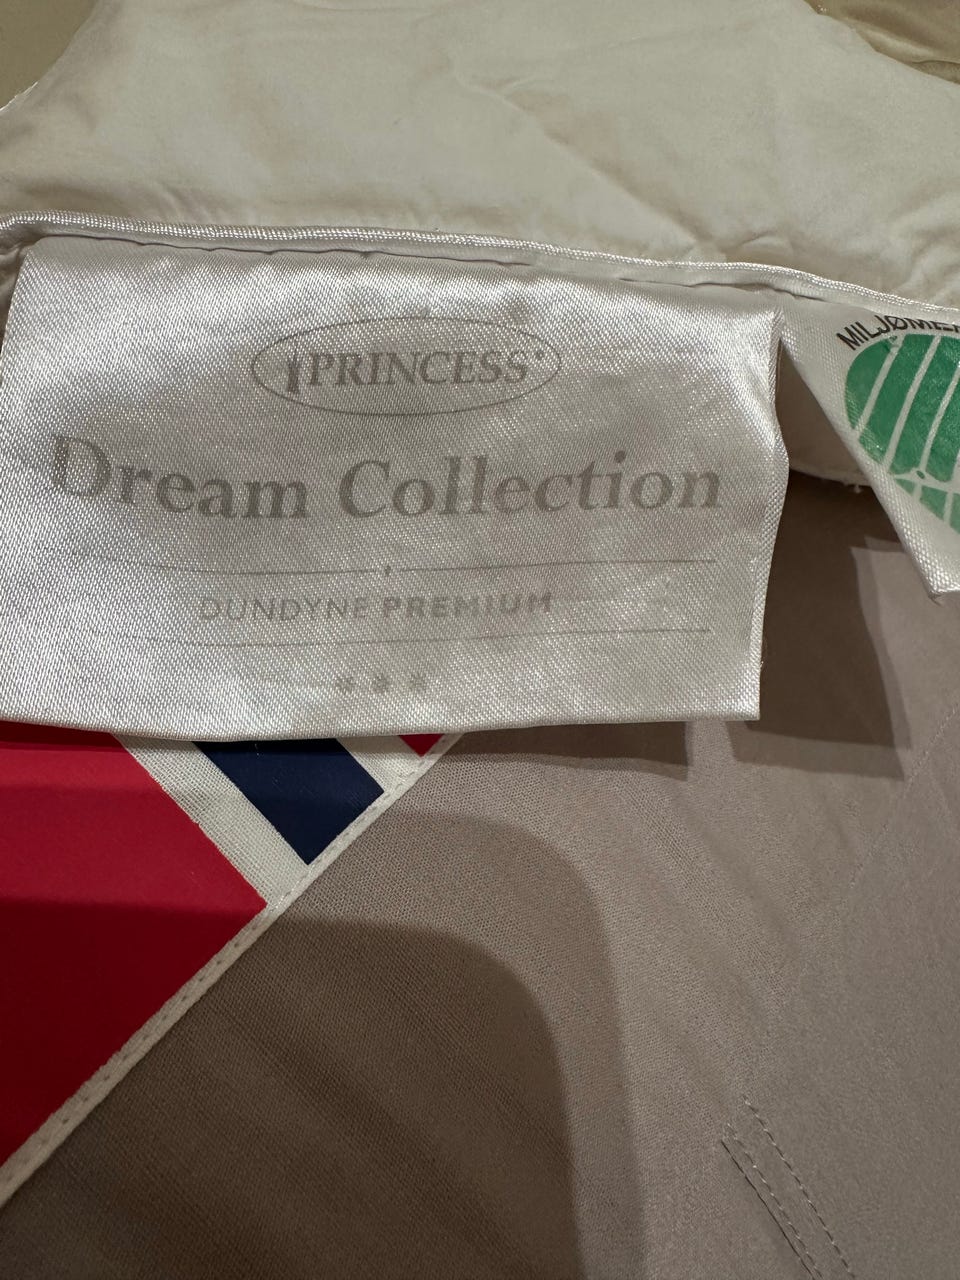 PRINCESS
Dream Collection
DUNDYNE PREMIUM
***